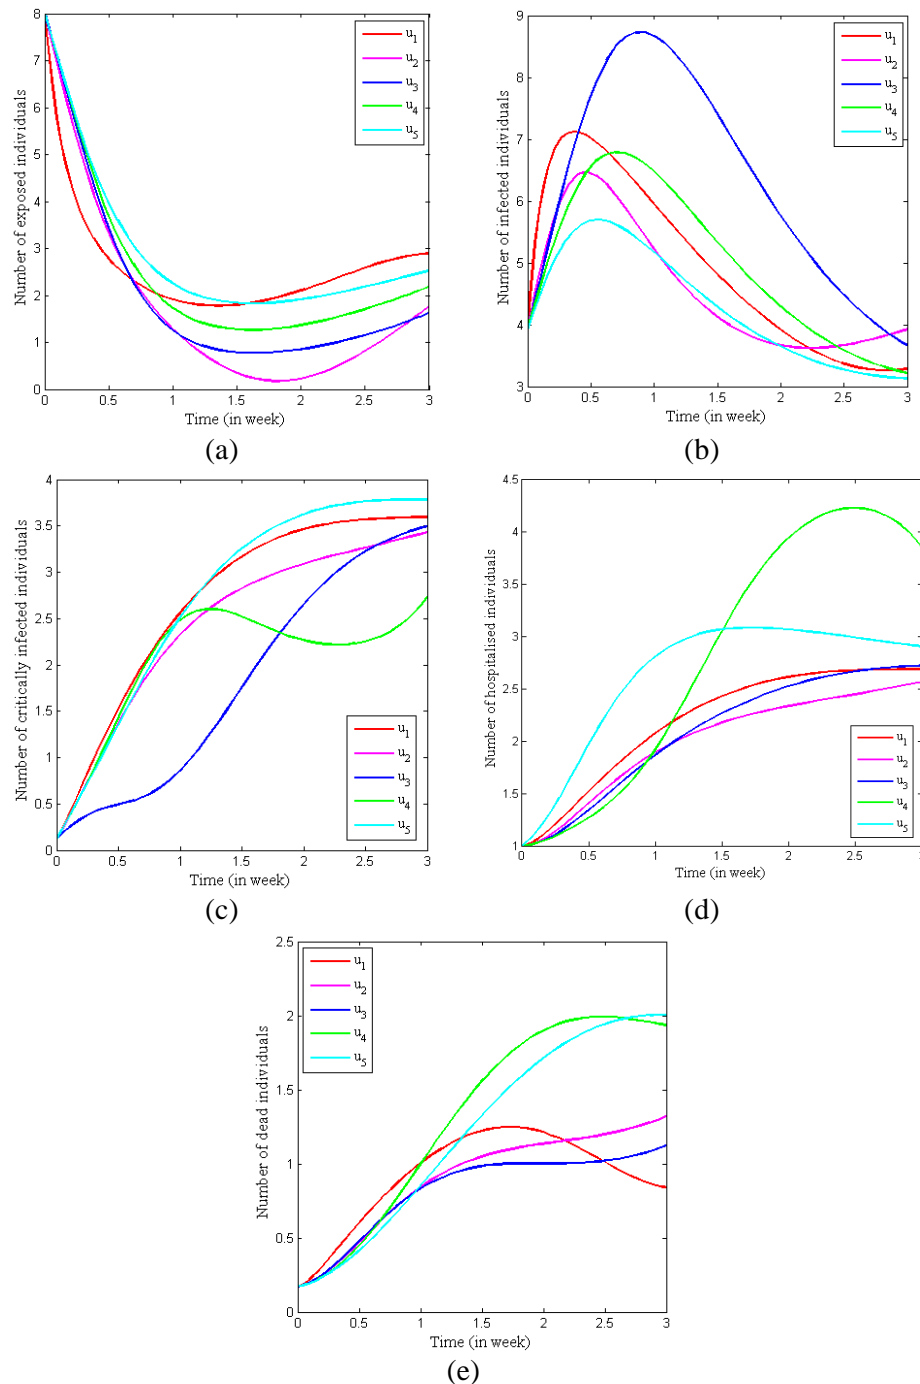 8
7
6
5
4
3
2
1
0
0 0.5 1 1.5 2 2.5 3
Number of exposed individuals
Time (in week)
u1
u2
u3
u4
u5
(a)
9
8
7
6
5
4
3
0 0.5 1 1.5 2 2.5 3
Number of infected individuals
Time (in week)
u1
u2
u3
u4
u5
(b)
4
3.5
3
2.5
2
1.5
1
0.5
0
0 0.5 1 1.5 2 2.5 3
Number of critically infected individuals
Time (in week)
u1
u2
u3
u4
u5
(c)
4.5
4
3.5
3
2.5
2
1.5
1
0 0.5 1 1.5 2 2.5 3
Number of hospitalised individuals
Time (in week)
u1
u2
u3
u4
u5
(d)
2.5
2
1.5
1
0.5
0
0 0.5 1 1.5 2 2.5 3
Number of dead individuals
Time (in week)
u1
u2
u3
u4
u5
(e)